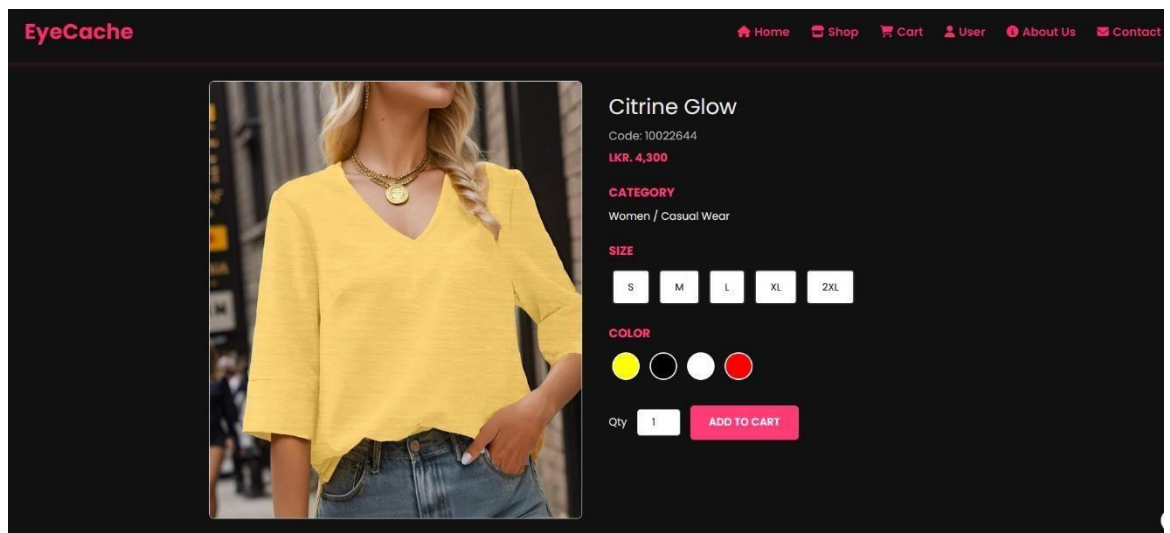 EyeCache
Home Shop Cart User About Us Contact
Citrine Glow
Code: 10022644
LKR. 4,300
CATEGORY
Women / Casual Wear
SIZE
S M L XL 2XL
COLOR
Qty 1 ADD TO CART